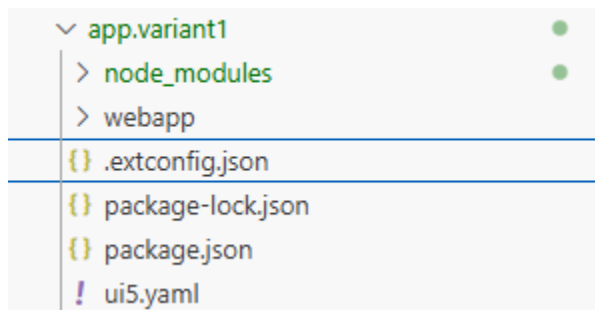 app.variant1
node_modules
webapp
{} .extconfig.json
{} package-lock.json
{} package.json
! ui5.yaml